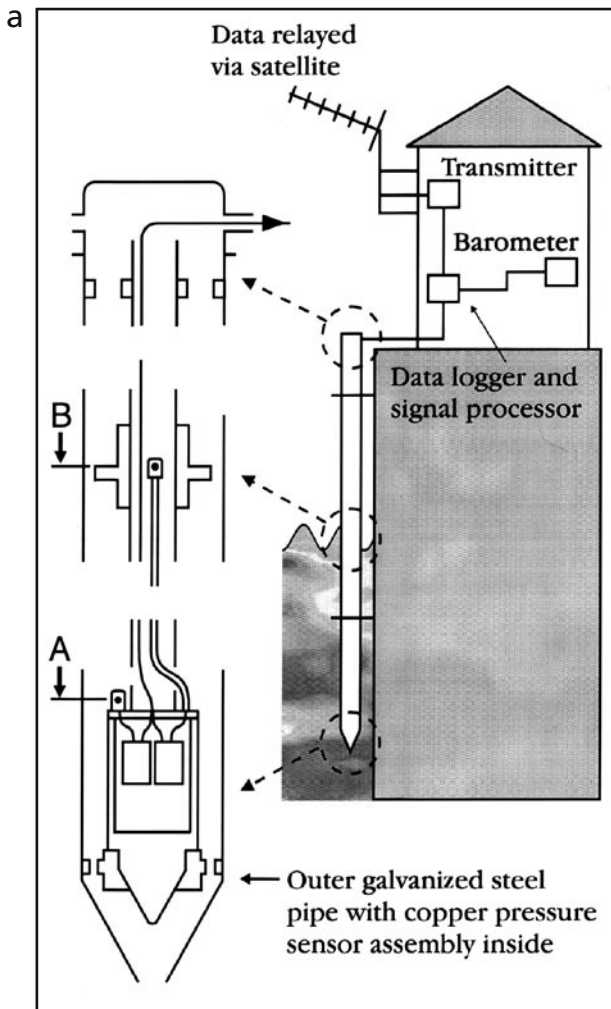 a
Data relayed
via satellite
Transmitter
Barometer
Data logger and
signal processor
B
A
Outer galvanized steel
pipe with copper pressure
sensor assembly inside